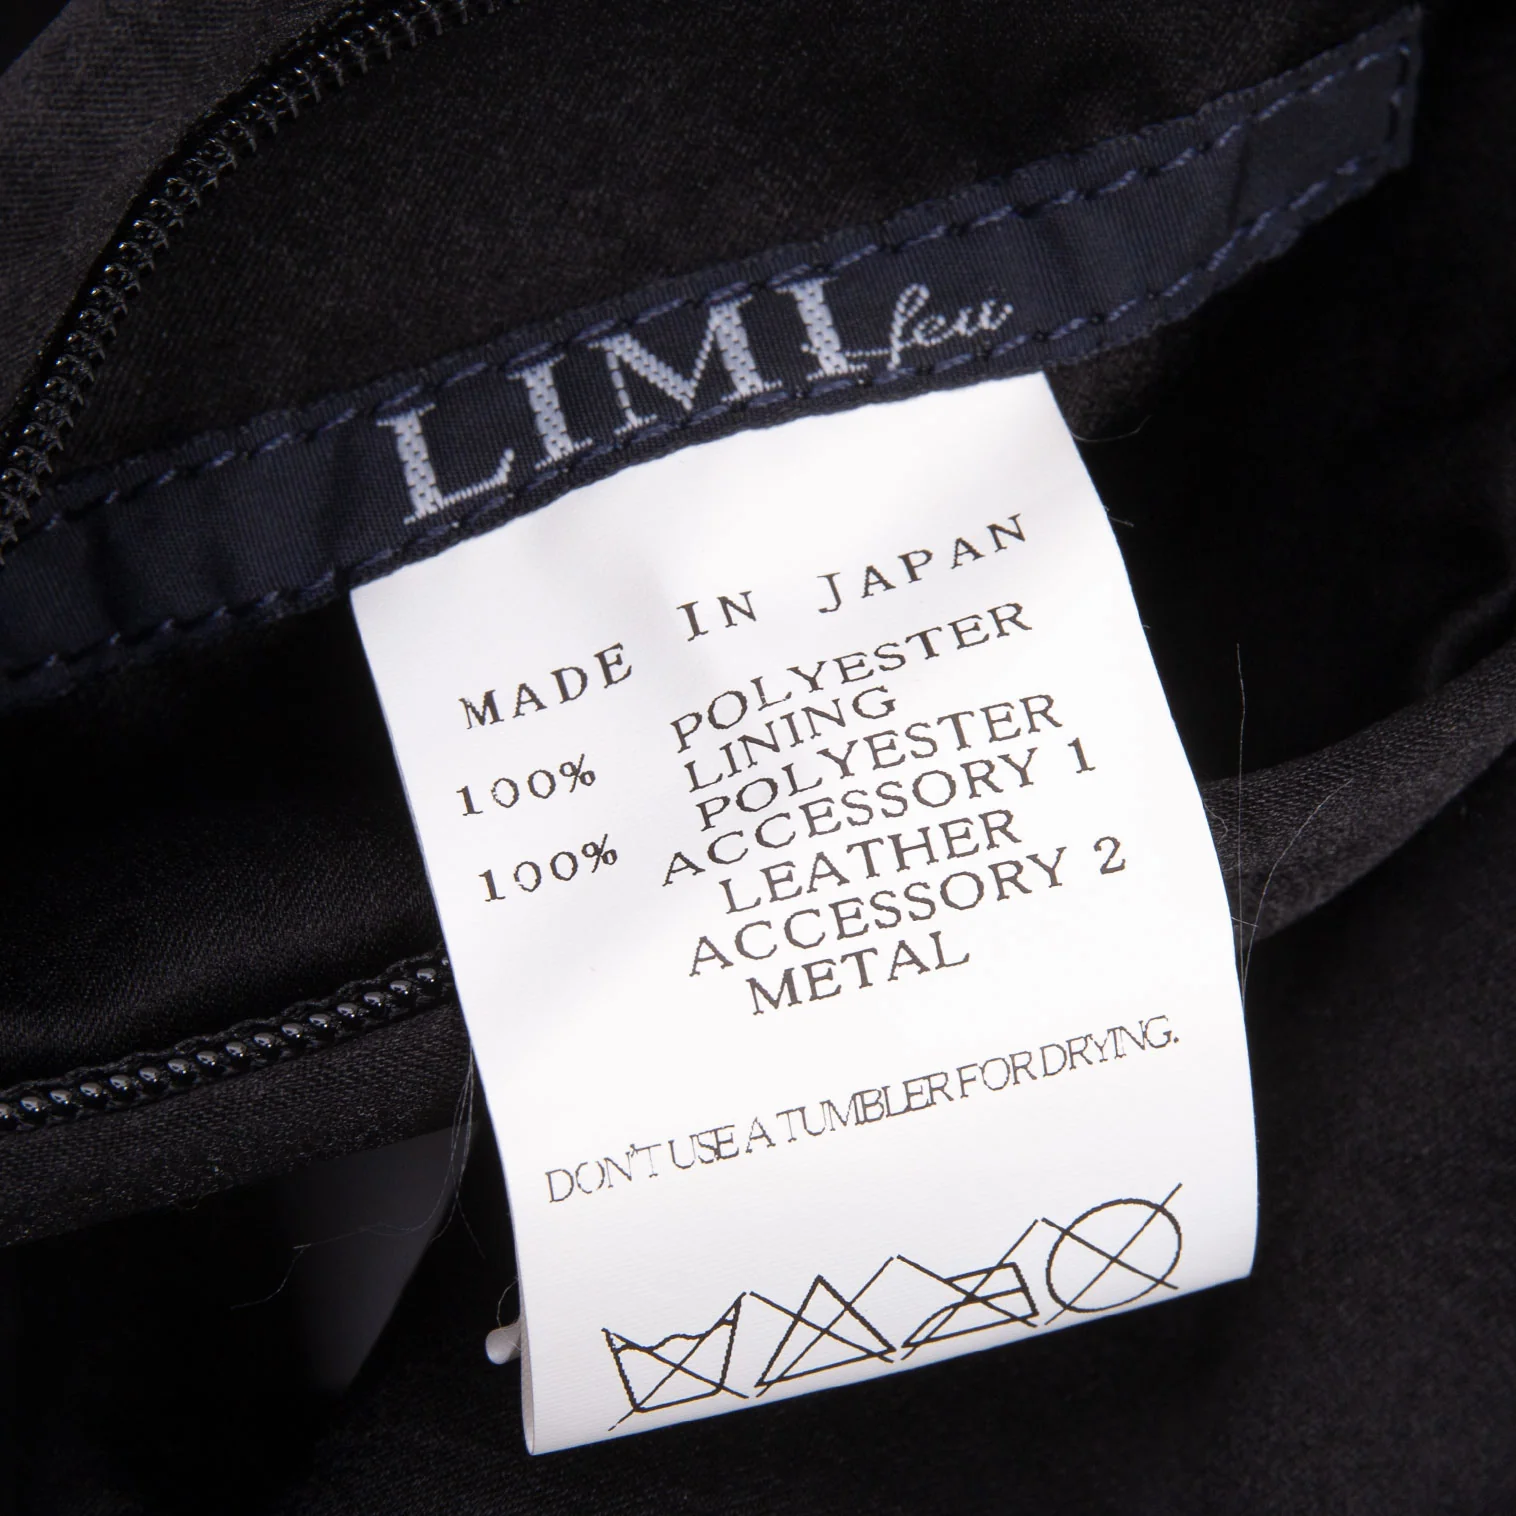 LIMI feu
MADE IN JAPAN
100% POLYESTER
LINING
100% POLYESTER
ACCESSORY 1
LEATHER
ACCESSORY 2
METAL
DON'T USE A TUMBLER FOR DRYING.